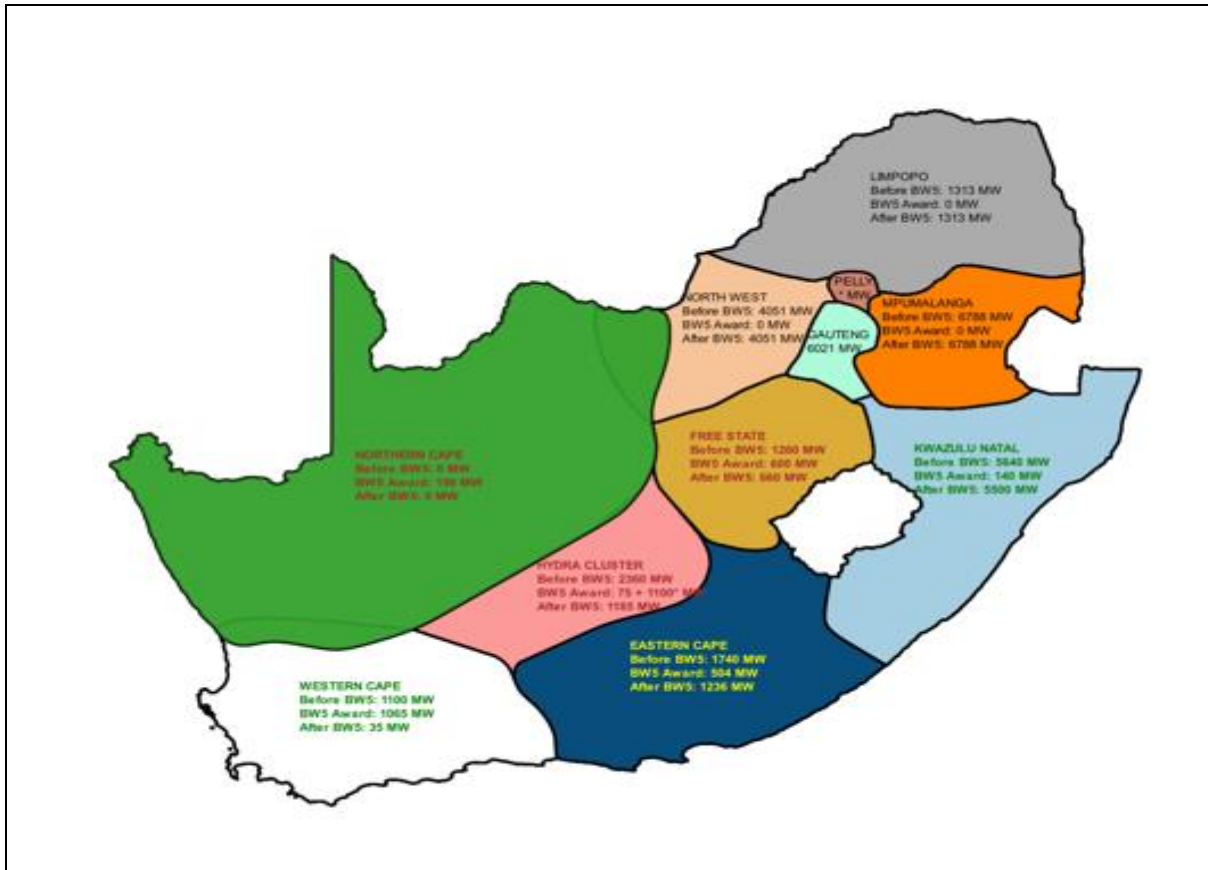 LIMPOPO
Before BW5: 1313 MW
BW5 Award: 0 MW
After BW5: 1313 MW
PELLY
* MW
NORTH WEST
Before BW5: 4051 MW
BW5 Award: 0 MW
After BW5: 4051 MW
MPUMALANGA
Before BW5: 6788 MW
BW5 Award: 0 MW
After BW5: 6788 MW
GAUTENG
6021 MW
FREE STATE
Before BW5: 1260 MW
BW5 Award: 600 MW
After BW5: 660 MW
KWAZULU NATAL
Before BW5: 5640 MW
BW5 Award: 140 MW
After BW5: 5500 MW
NORTHERN CAPE
Before BW5: 0 MW
BW5 Award: MW
After BW5: 0 MW
HYDRA CLUSTER
Before BW5: 2360 MW
BW5 Award: 75 + 1100* MW
After BW5: 1185 MW
EASTERN CAPE
Before BW5: 1740 MW
BW5 Award: 504 MW
After BW5: 1236 MW
WESTERN CAPE
Before BW5: 1100 MW
BW5 Award: 1065 MW
After BW5: 35 MW